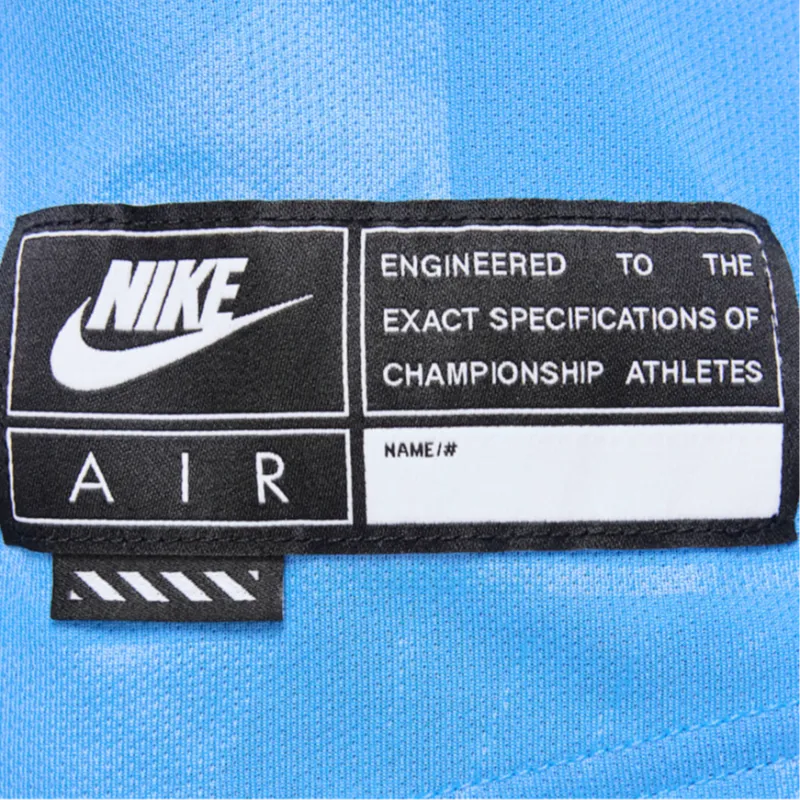 NIKE
ENGINEERED TO THE
EXACT SPECIFICATIONS OF
CHAMPIONSHIP ATHLETES
AIR
NAME/#